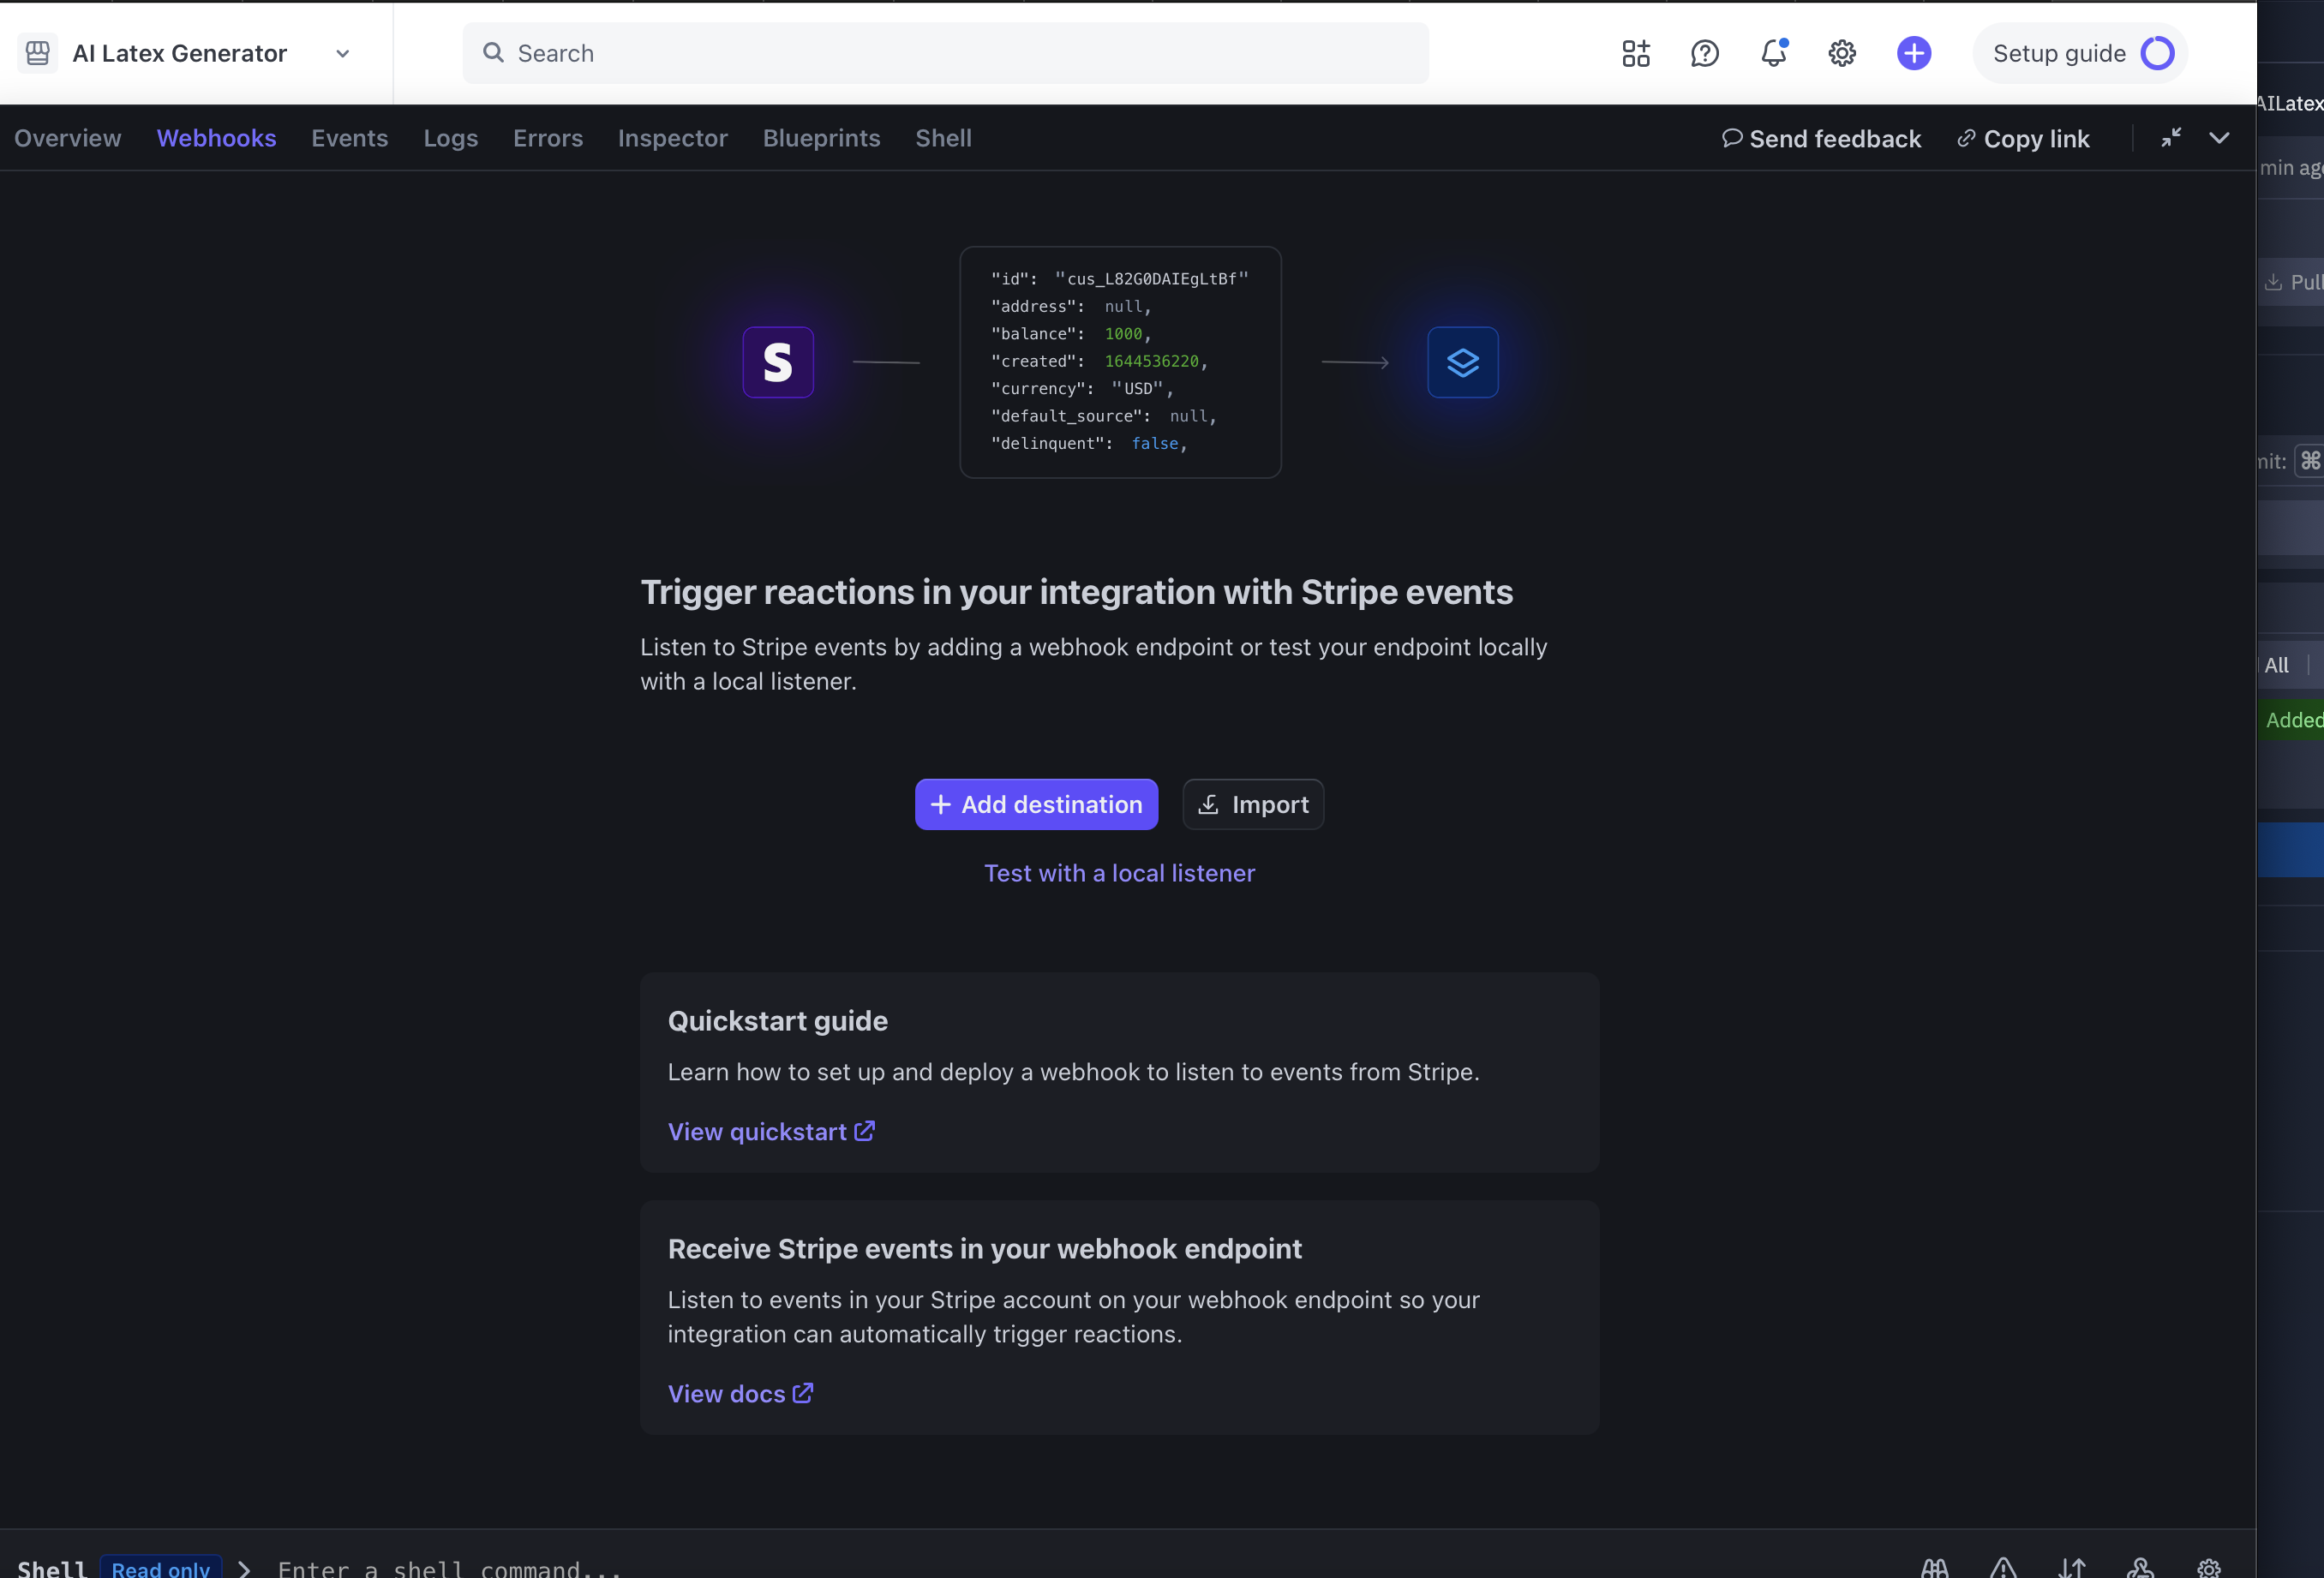 AI Latex Generator
Search
Setup guide
Overview Webhooks Events Logs Errors Inspector Blueprints Shell
Send feedback Copy link
"id": "cus_L82G0DAIEgLtBf"
"address": null,
"balance": 1000,
"created": 1644536220,
"currency": "USD",
"default_source": null,
"delinquent": false,
Trigger reactions in your integration with Stripe events
Listen to Stripe events by adding a webhook endpoint or test your endpoint locally
with a local listener.
Add destination
Import
Test with a local listener
Quickstart guide
Learn how to set up and deploy a webhook to listen to events from Stripe.
View quickstart
Receive Stripe events in your webhook endpoint
Listen to events in your Stripe account on your webhook endpoint so your
integration can automatically trigger reactions.
View docs
Shell Read only > Enter a shell command...
AILatex
min ag
Pull
mit: ⌘
All
Added